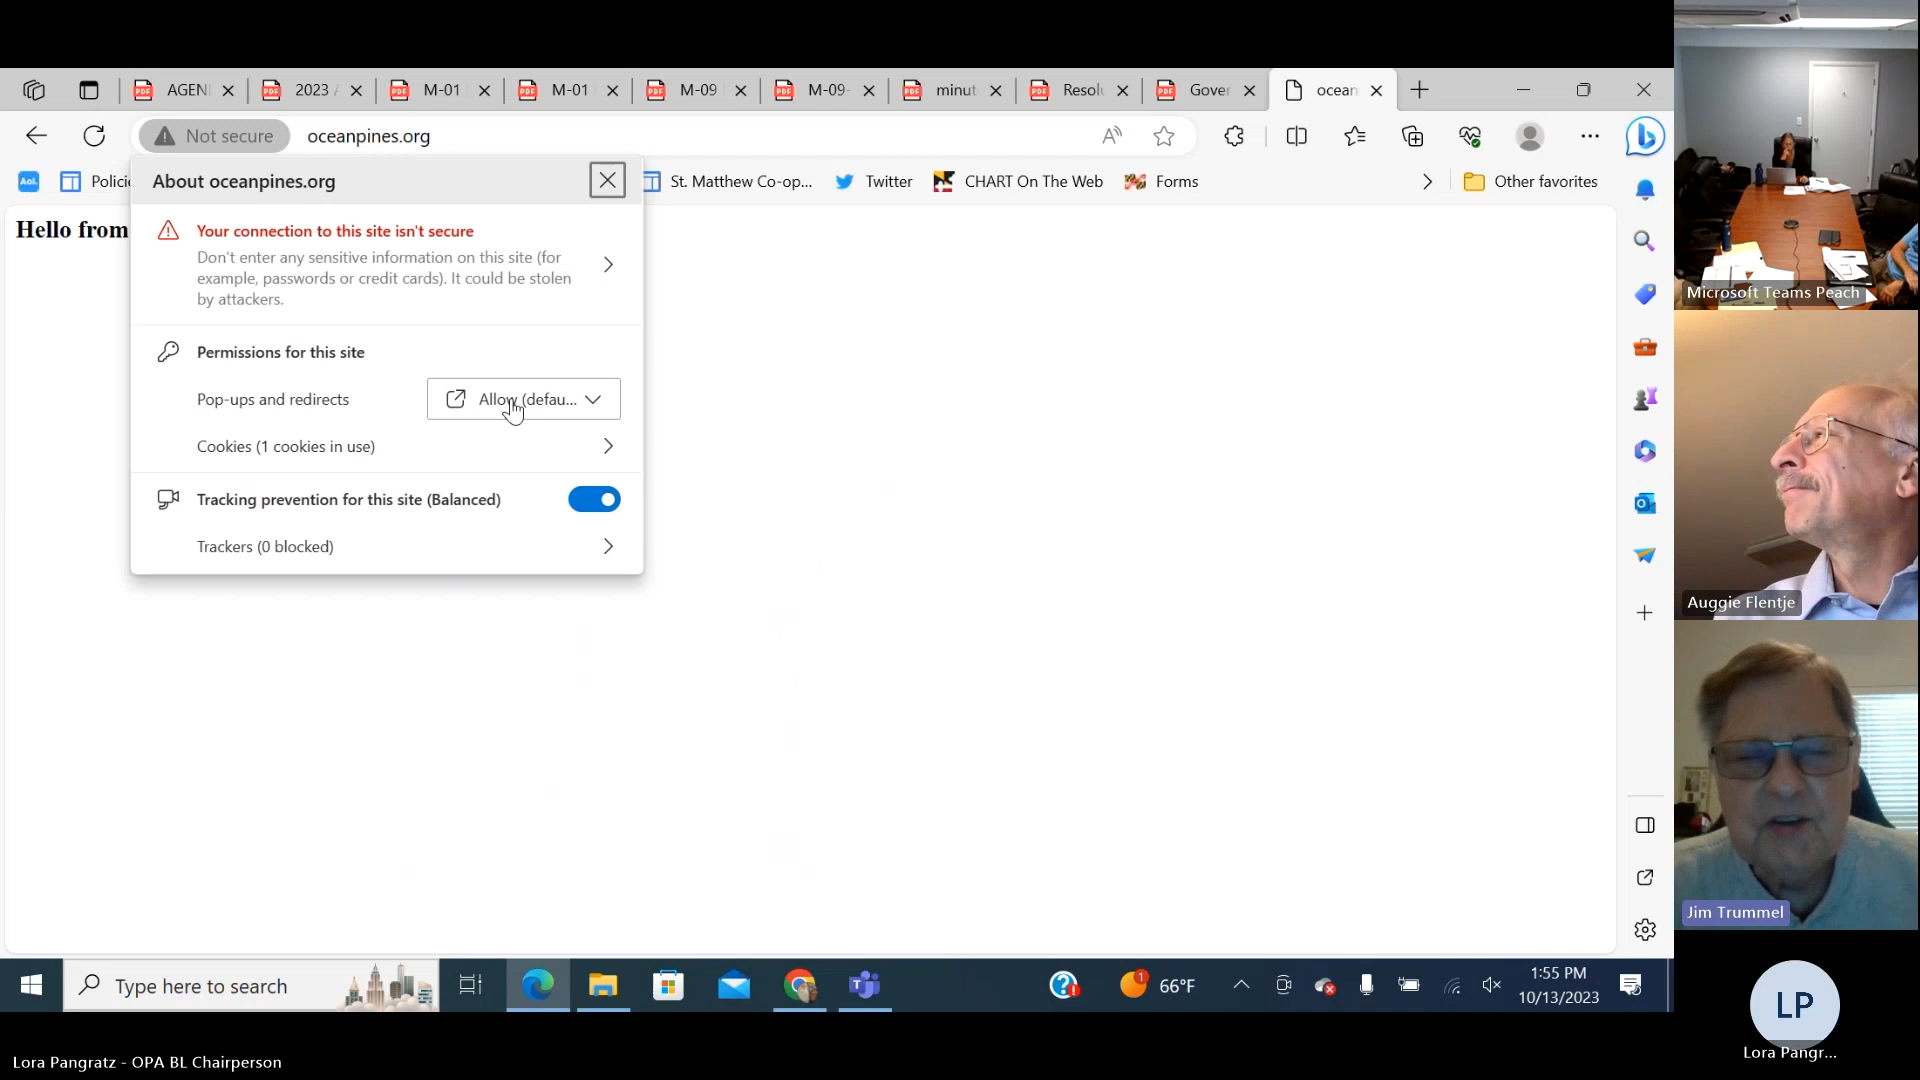 AGEN
2023
M-01
M-01
M-09
M-09-
minut
Resolu
Gover
ocean
Not secure
oceanpines.org
Aol.
Policie
St. Matthew Co-op...
Twitter
CHART On The Web
Forms
Other favorites
About oceanpines.org
Hello from
Your connection to this site isn't secure
Don't enter any sensitive information on this site (for
example, passwords or credit cards). It could be stolen
by attackers.
Permissions for this site
Pop-ups and redirects
Allow (defau...
Cookies (1 cookies in use)
Tracking prevention for this site (Balanced)
Trackers (0 blocked)
Microsoft Teams Peach
Auggie Flentje
Jim Trummel
LP
Lora Pangr...
Type here to search
1
66°F
1:55 PM
10/13/2023
Lora Pangratz - OPA BL Chairperson